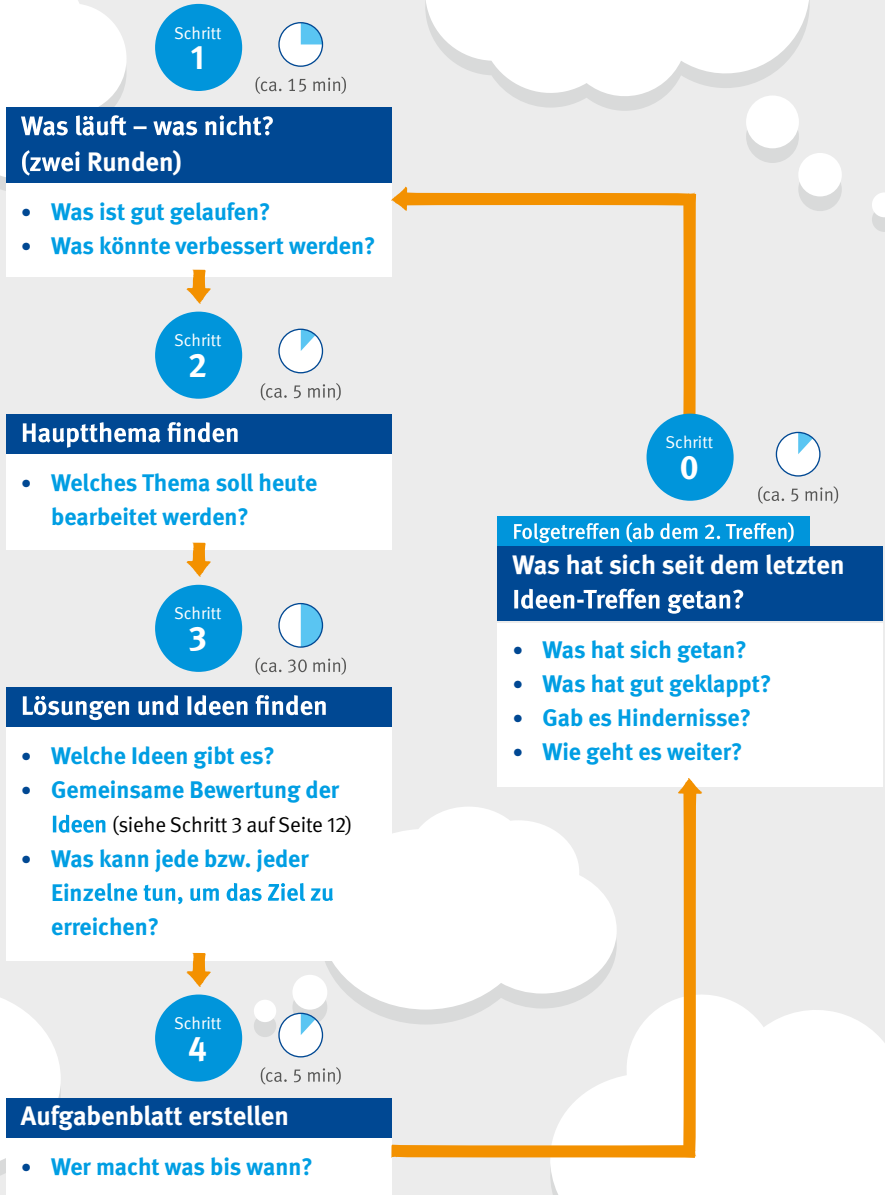 Schritt
1
(ca. 15 min)
Was läuft – was nicht?
(zwei Runden)
• Was ist gut gelaufen?
• Was könnte verbessert werden?
Schritt
2
(ca. 5 min)
Hauptthema finden
• Welches Thema soll heute
bearbeitet werden?
Schritt
3
(ca. 30 min)
Lösungen und Ideen finden
• Welche Ideen gibt es?
• Gemeinsame Bewertung der
Ideen (siehe Schritt 3 auf Seite 12)
• Was kann jede bzw. jeder
Einzelne tun, um das Ziel zu
erreichen?
Schritt
4
(ca. 5 min)
Aufgabenblatt erstellen
• Wer macht was bis wann?
Schritt
0
(ca. 5 min)
Folgetreffen (ab dem 2. Treffen)
Was hat sich seit dem letzten
Ideen-Treffen getan?
• Was hat sich getan?
• Was hat gut geklappt?
• Gab es Hindernisse?
• Wie geht es weiter?